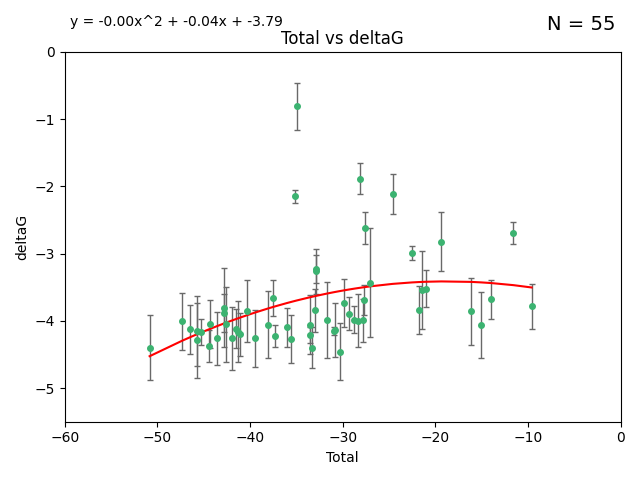 y = -0.00x^2 + -0.04x + -3.79
N = 55
Total vs deltaG
0
−1
−2
−3
−4
−5
deltaG
−60 −50 −40 −30 −20 −10 0
Total